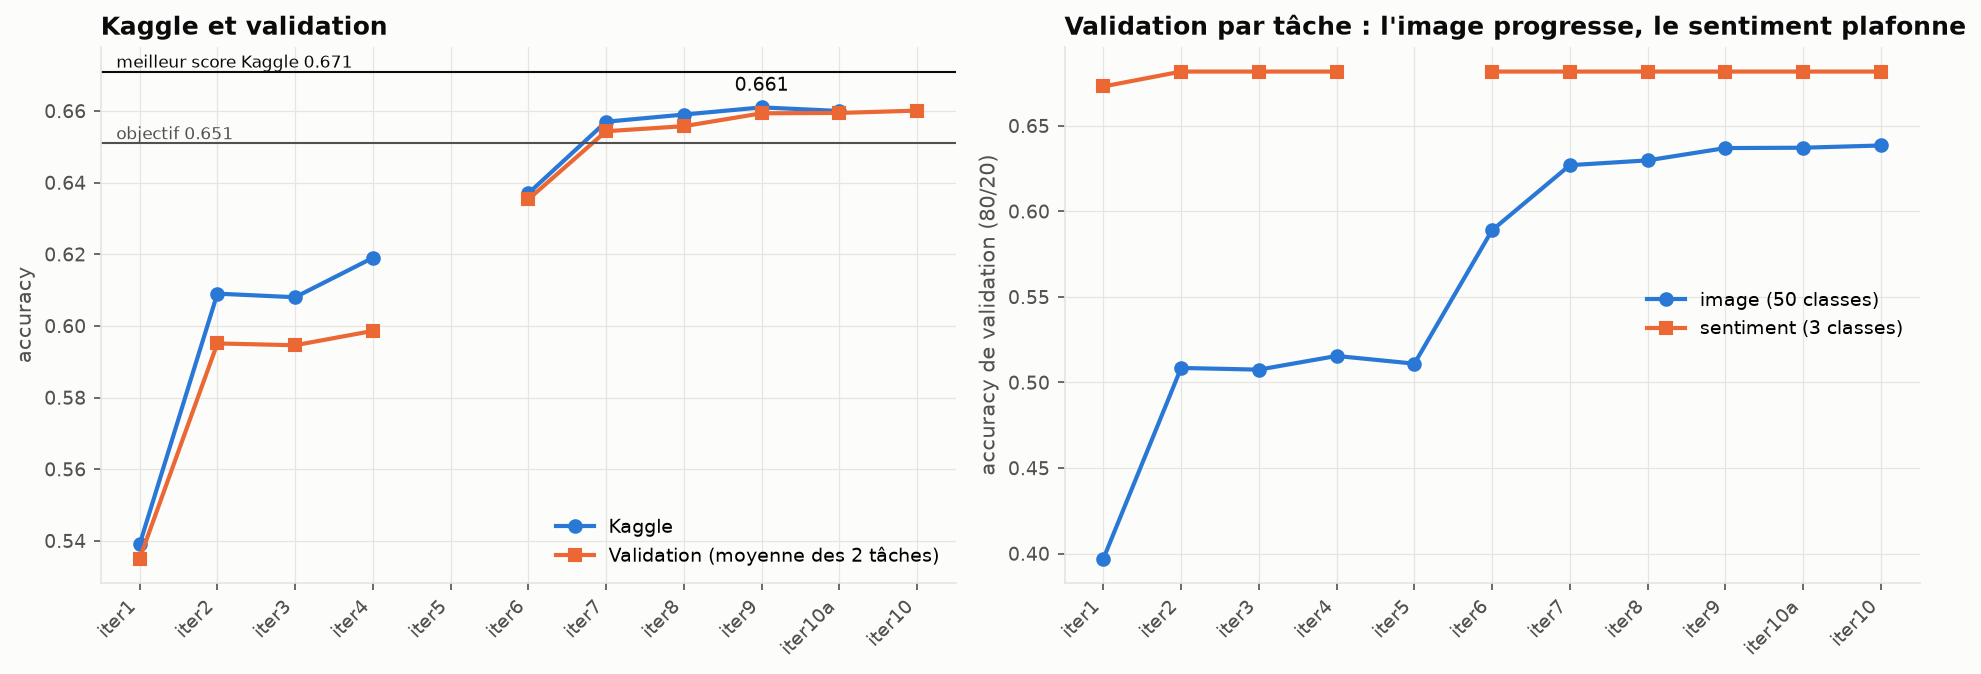 Kaggle et validation
meilleur score Kaggle 0.671
0.661
objectif 0.651
accuracy
0.66
0.64
0.62
0.60
0.58
0.56
0.54
Kaggle
Validation (moyenne des 2 tâches)
iter1
iter2
iter3
iter4
iter5
iter6
iter7
iter8
iter9
iter10a
iter10
Validation par tâche : l'image progresse, le sentiment plafonne
accuracy de validation (80/20)
0.65
0.60
0.55
0.50
0.45
0.40
image (50 classes)
sentiment (3 classes)
iter1
iter2
iter3
iter4
iter5
iter6
iter7
iter8
iter9
iter10a
iter10